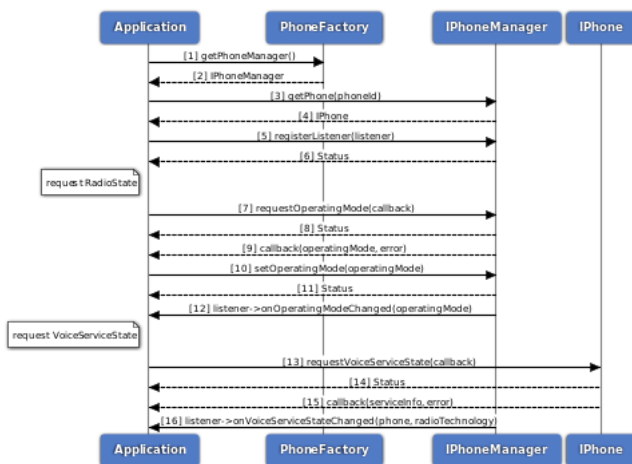 Application PhoneFactory IPhoneManager IPhone
[1] getPhoneManager()
[2] IPhoneManager
[3] getPhone(phoneId)
[4] IPhone
[5] registerListener(listener)
[6] Status
request RadioState
[7] requestOperatingMode(callback)
[8] Status
[9] callback(operatingMode, error)
[10] setOperatingMode(operatingMode)
[11] Status
[12] listener->onOperatingModeChanged(operatingMode)
request VoiceServiceState
[13] requestVoiceServiceState(callback)
[14] Status
[15] callback(serviceInfo, error)
[16] listener->onVoiceServiceStateChanged(phone, radioTechnology)
Application PhoneFactory IPhoneManager IPhone